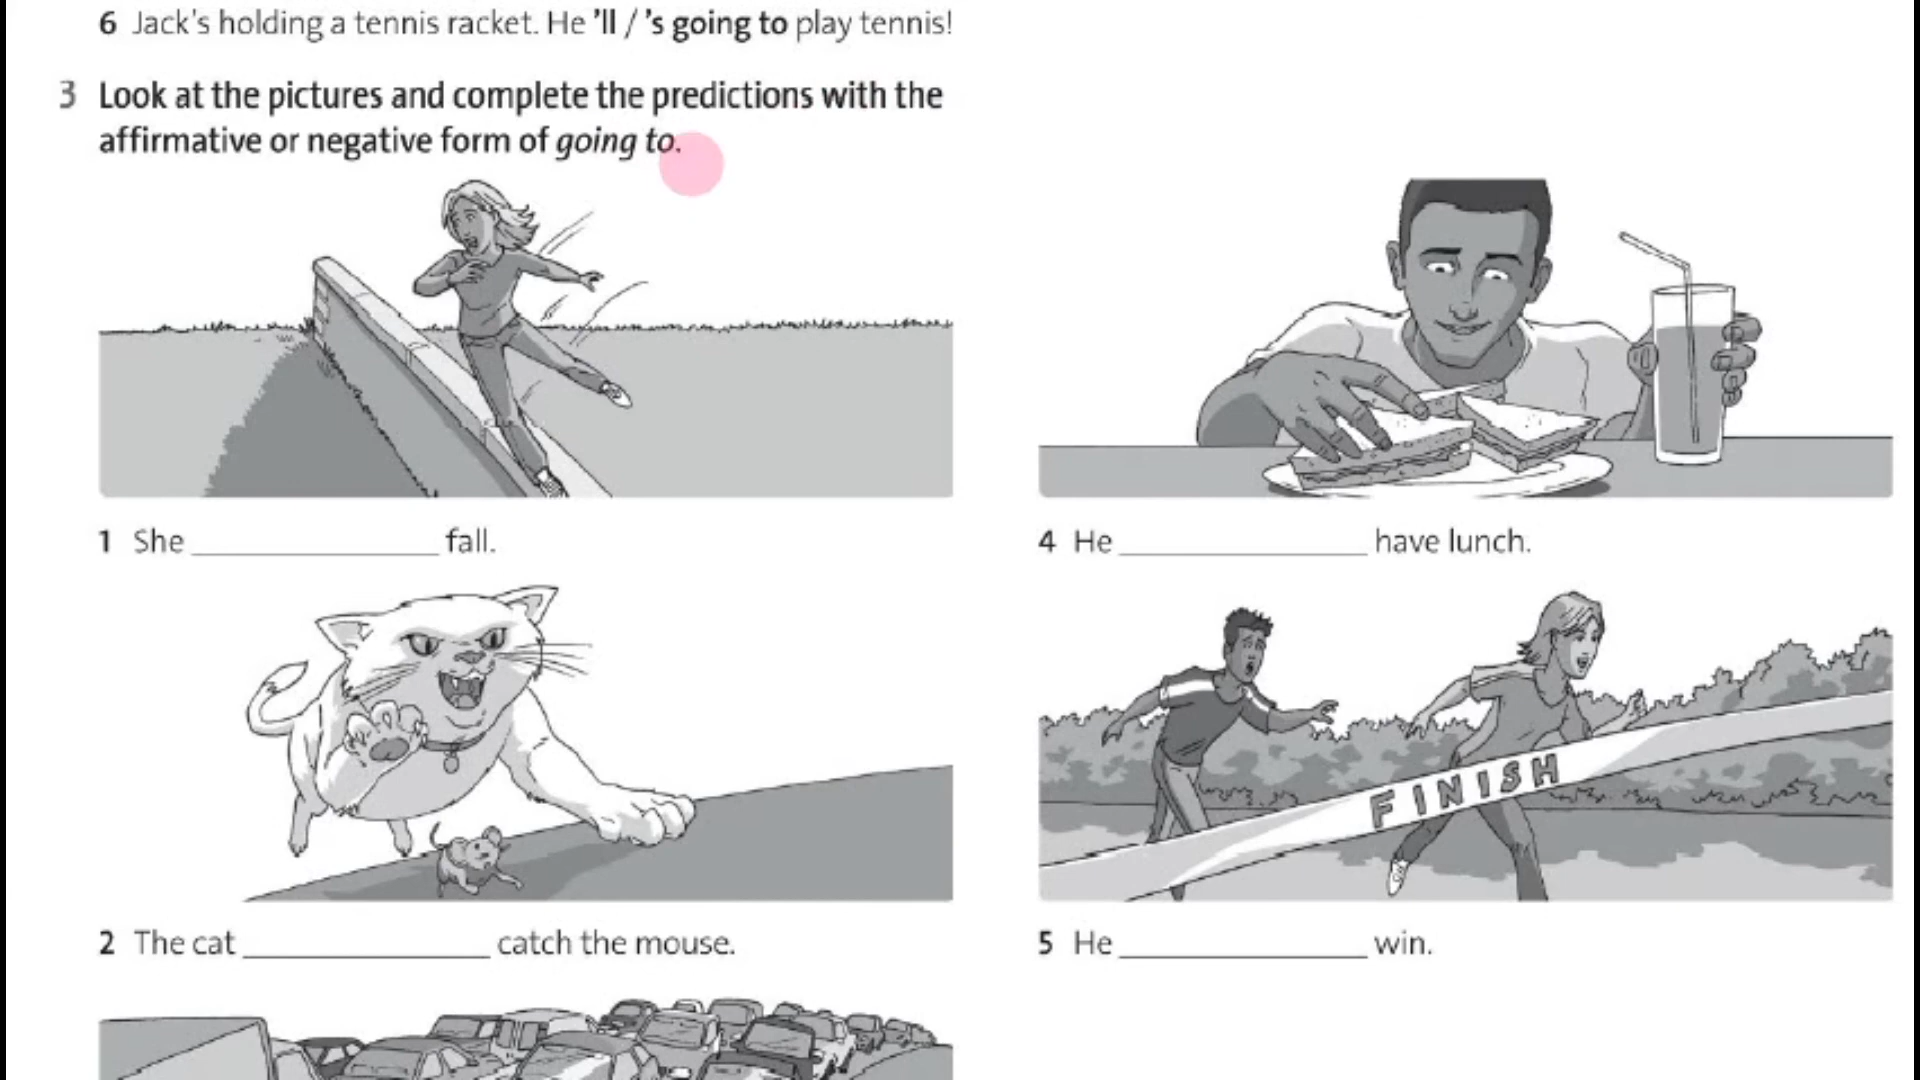 6 Jack's holding a tennis racket. He 'll / 's going to play tennis!
3 Look at the pictures and complete the predictions with the
affirmative or negative form of going to.
1 She ______________ fall.
2 The cat ______________ catch the mouse.
4 He ______________ have lunch.
FINISH
5 He ______________ win.